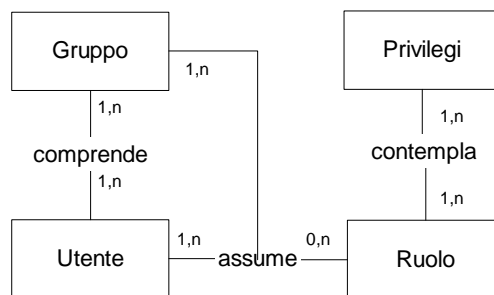 Gruppo
Privilegi
1,n
1,n
1,n
comprende
contempla
1,n
1,n
Utente
1,n
assume
0,n
Ruolo